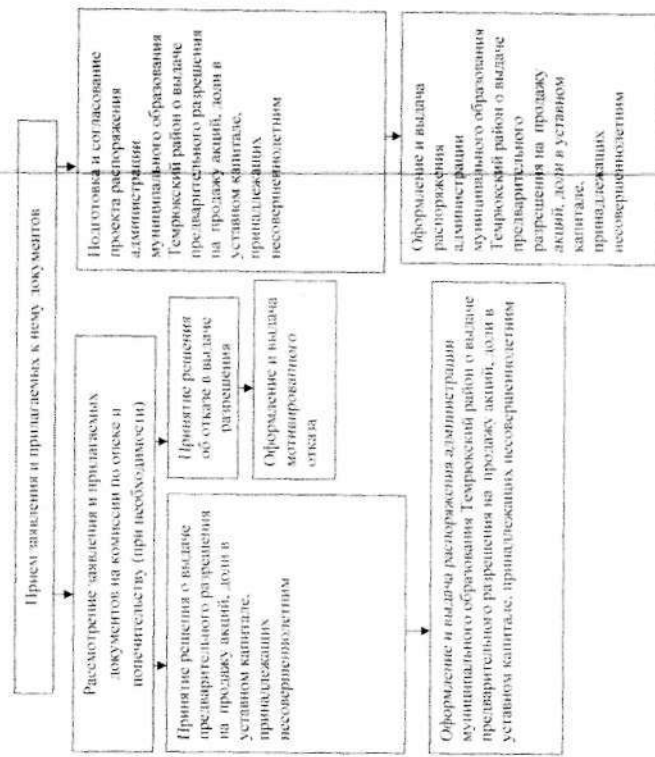 Прием заявления и прилагаемых к нему документов
Рассмотрение заявления и прилагаемых
документов на комиссии по опеке и
попечительству (при необходимости)
Подготовка и согласование
проекта распоряжения
администрации
муниципального образования
Темрюкский район о выдаче
предварительного разрешения
на продажу акций, доли в
уставном капитале,
принадлежащих
несовершеннолетним
Принятие решения о выдаче
предварительного разрешения
на продажу акций, доли в
уставном капитале,
принадлежащих
несовершеннолетним
Принятие решения
об отказе в выдаче
разрешения
Оформление и выдача
мотивированного
отказа
Оформление и выдача
распоряжения
администрации
муниципального образования
Темрюкский район о выдаче
предварительного
разрешения на продажу
акций, доли в уставном
капитале,
принадлежащих
несовершеннолетним
Оформление и выдача распоряжения администрации
муниципального образования Темрюкский район о выдаче
предварительного разрешения на продажу акций, доли в
уставном капитале, принадлежащих несовершеннолетним